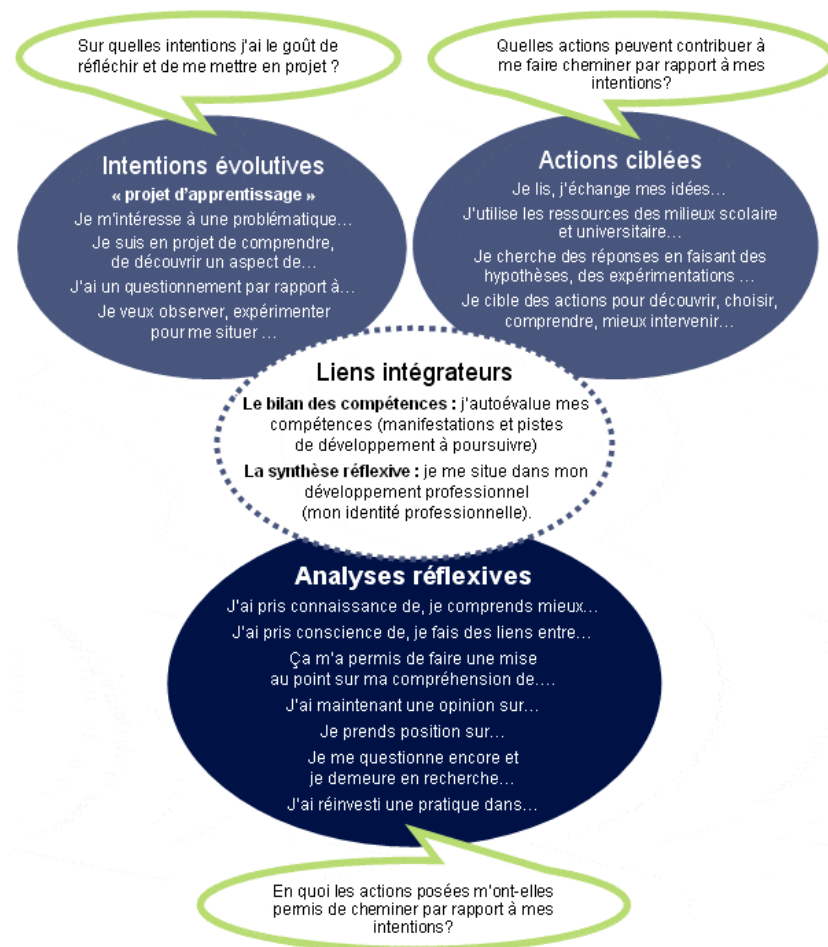 Sur quelles intentions j'ai le goût de
réfléchir et de me mettre en projet ?
Quelles actions peuvent contribuer à
me faire cheminer par rapport à mes
intentions?
Intentions évolutives
« projet d'apprentissage »
Je m'intéresse à une problématique…
Je suis en projet de comprendre,
de découvrir un aspect de…
J'ai un questionnement par rapport à…
Je veux observer, expérimenter
pour me situer …
Actions ciblées
Je lis, j'échange mes idées…
J'utilise les ressources des milieux scolaire
et universitaire…
Je cherche des réponses en faisant des
hypothèses, des expérimentations …
Je cible des actions pour découvrir, choisir,
comprendre, mieux intervenir…
Liens intégrateurs
Le bilan des compétences : j'autoévalue mes
compétences (manifestations et pistes
de développement à poursuivre)
La synthèse réflexive : je me situe dans mon
développement professionnel
(mon identité professionnelle).
Analyses réflexives
J'ai pris connaissance de, je comprends mieux…
J'ai pris conscience de, je fais des liens entre…
Ça m'a permis de faire une mise
au point sur ma compréhension de….
J'ai maintenant une opinion sur…
Je prends position sur…
Je me questionne encore et
je demeure en recherche…
J'ai réinvesti une pratique dans…
En quoi les actions posées m'ont-elles
permis de cheminer par rapport à mes
intentions?